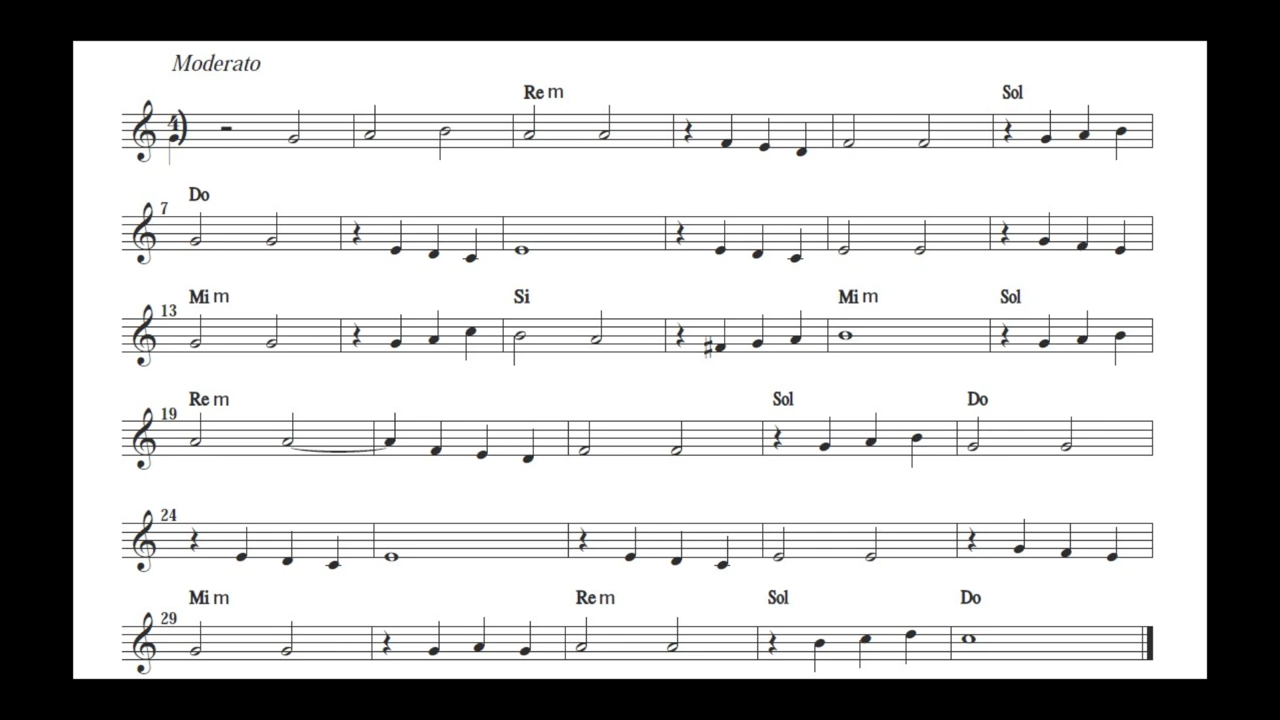 Moderato
Re m Sol
4)
Do
7
Mi m Si Mi m Sol
13
Re m Sol Do
19
24
Mi m Re m Sol Do
29